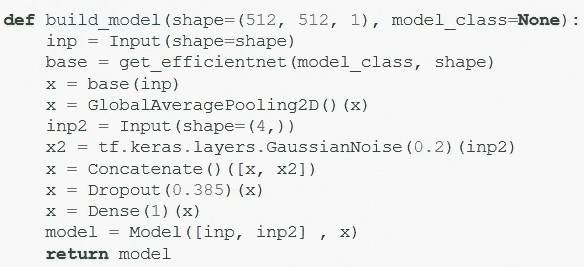 def build_model(shape=(512, 512, 1), model_class=None):
    inp = Input(shape=shape)
    base = get_efficientnet(model_class, shape)
    x = base(inp)
    x = GlobalAveragePooling2D()(x)
    inp2 = Input(shape=(4,))
    x2 = tf.keras.layers.GaussianNoise(0.2)(inp2)
    x = Concatenate()([x, x2])
    x = Dropout(0.385)(x)
    x = Dense(1)(x)
    model = Model([inp, inp2] , x)
    return model